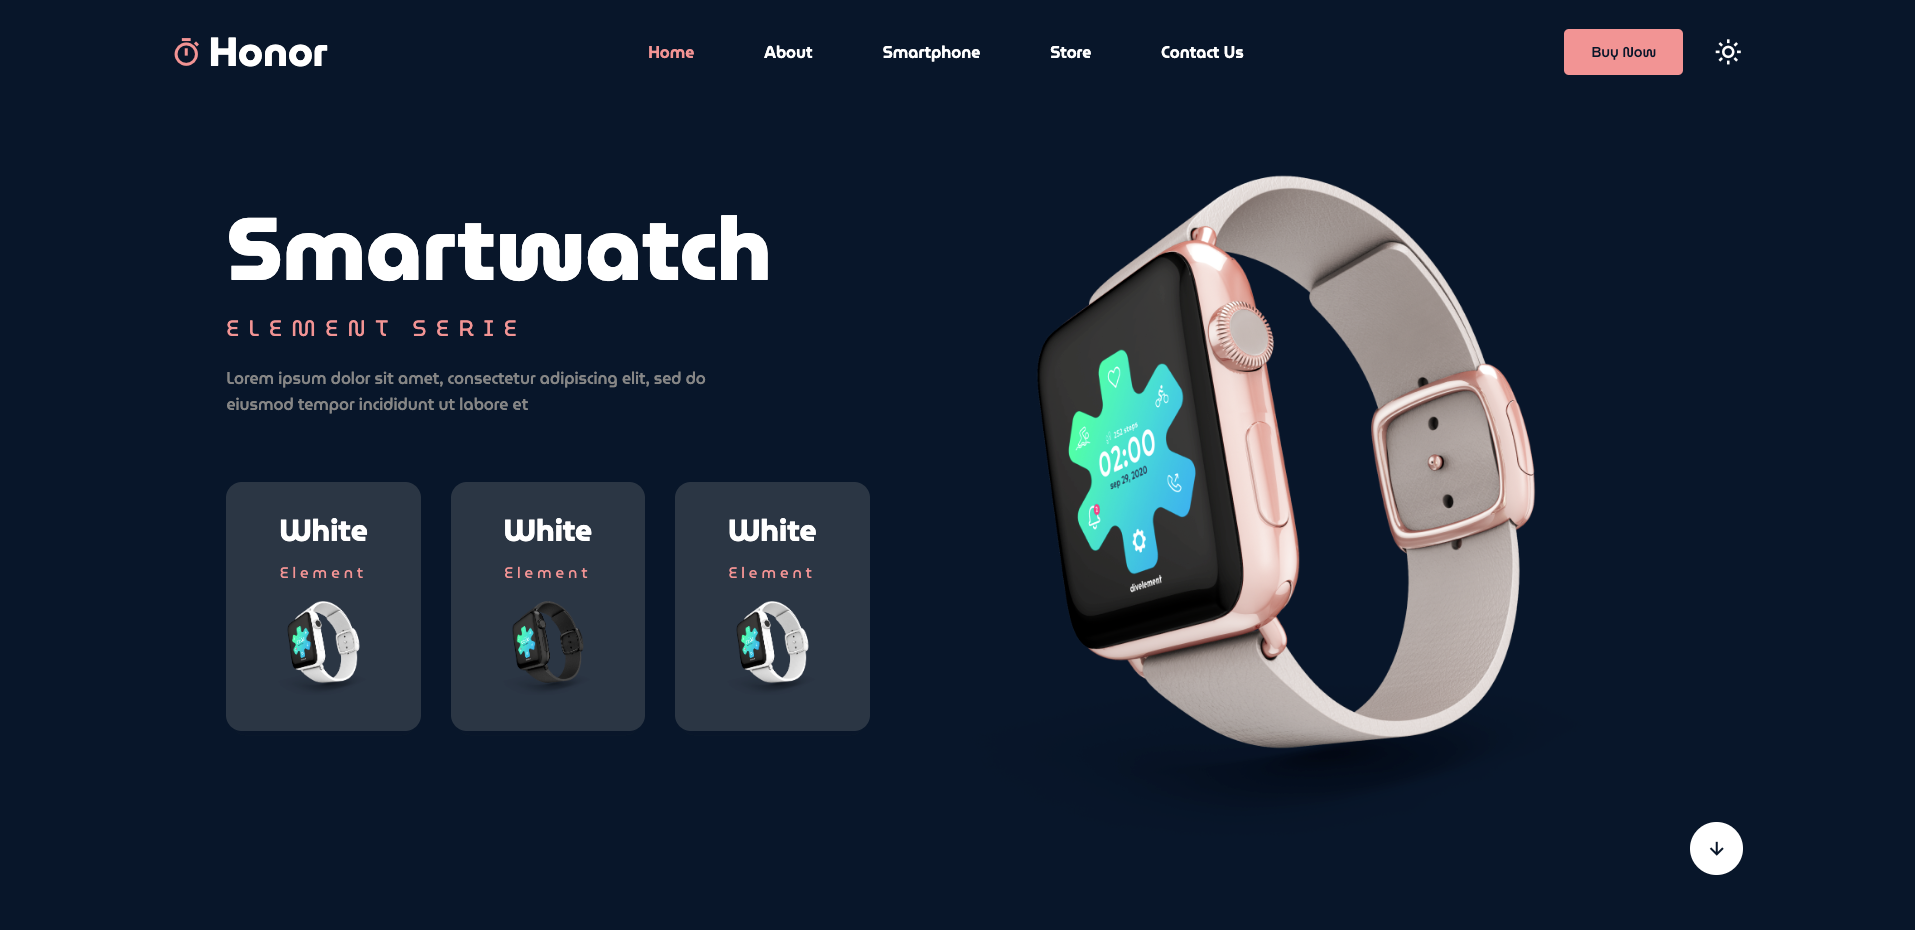 Honor
Home
About
Smartphone
Store
Contact Us
Buy Now
Smartwatch
ELEMENT SERIE
Lorem ipsum dolor sit amet, consectetur adipiscing elit, sed do
eiusmod tempor incididunt ut labore et
252 steps
02:00
sep 29, 2020
divelement
White
Element
White
Element
White
Element